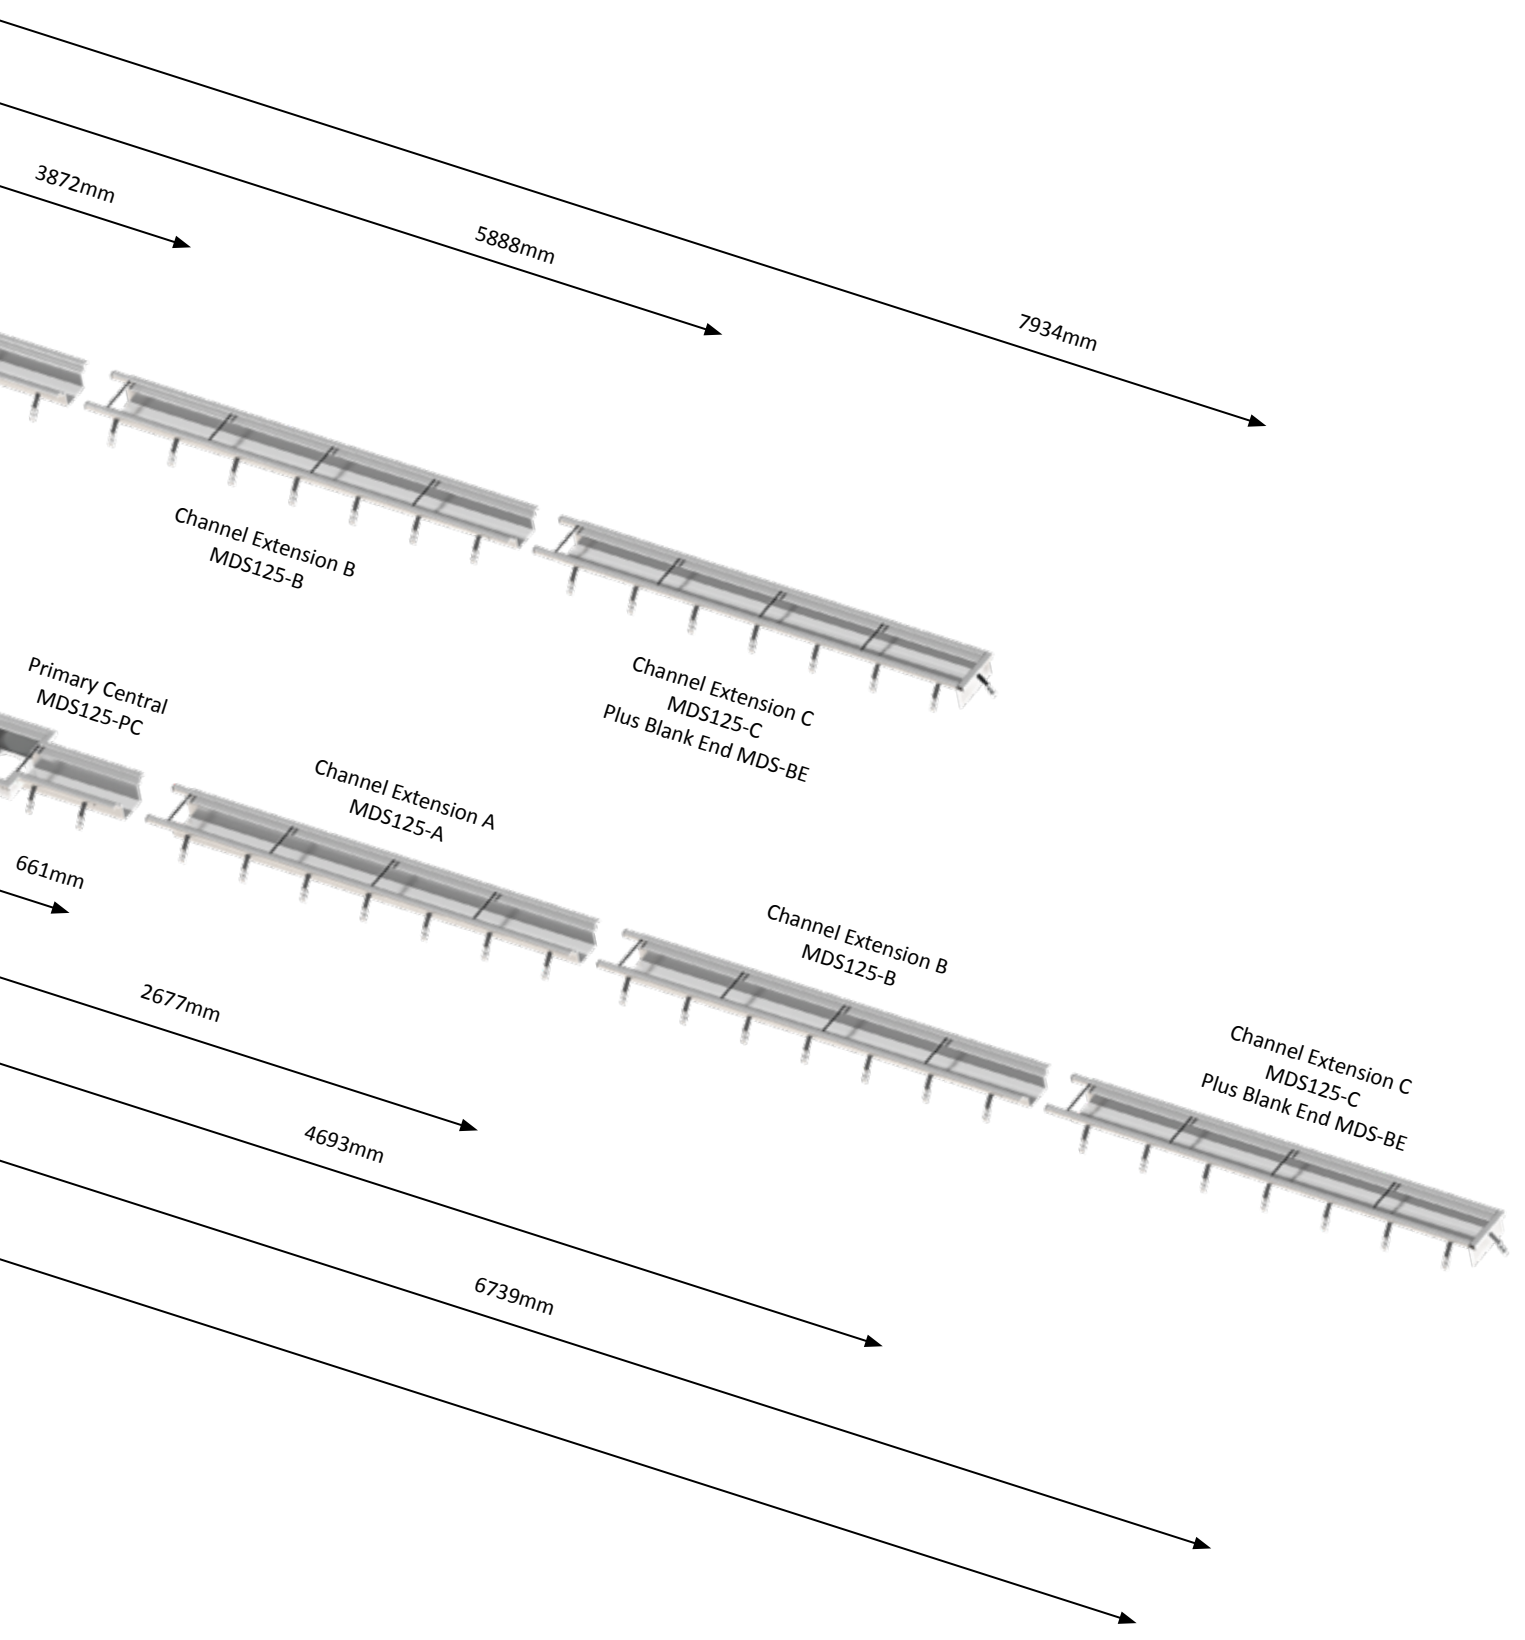 3872mm
5888mm
7934mm
Channel Extension B
MDS125-B
Channel Extension C
MDS125-C
Plus Blank End MDS-BE
Primary Central
MDS125-PC
Channel Extension A
MDS125-A
661mm
Channel Extension B
MDS125-B
2677mm
Channel Extension C
MDS125-C
Plus Blank End MDS-BE
4693mm
6739mm